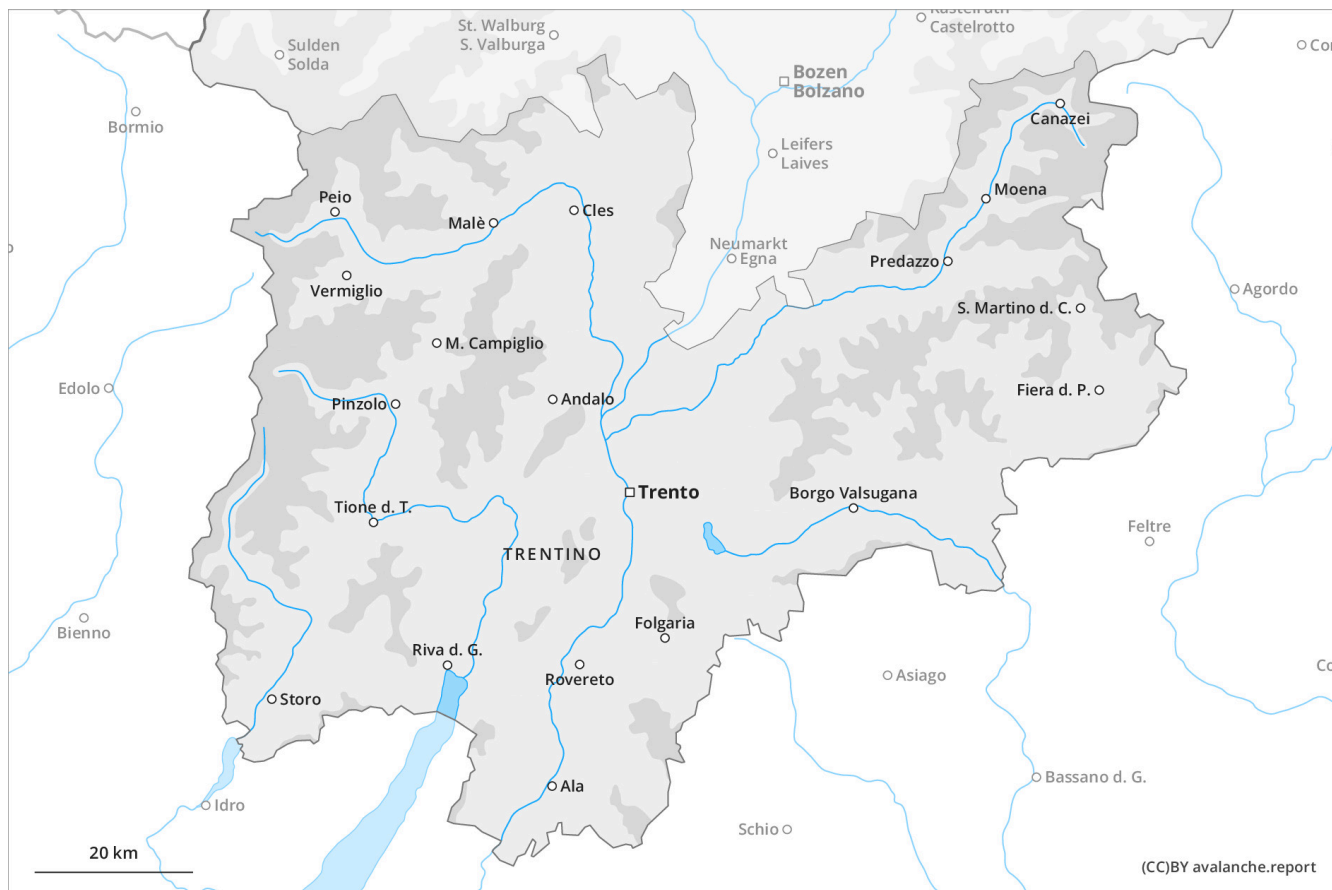 Kastelruth
Castelrotto
St. Walburg
S. Valburga
Sulden
Solda
Bozen
Bolzano
Bormio
Canazei
Leifers
Laives
Peio
Moena
Malè
Cles
Neumarkt
Egna
Predazzo
Vermiglio
Agordo
S. Martino d. C.
M. Campiglio
Edolo
Fiera d. P.
Pinzolo
Andalo
Trento
Borgo Valsugana
Tione d. T.
Feltre
TRENTINO
Bienno
Folgaria
Riva d. G.
Rovereto
Asiago
Storo
Bassano d. G.
Ala
Idro
Schio
20 km
(CC)BY avalanche.report